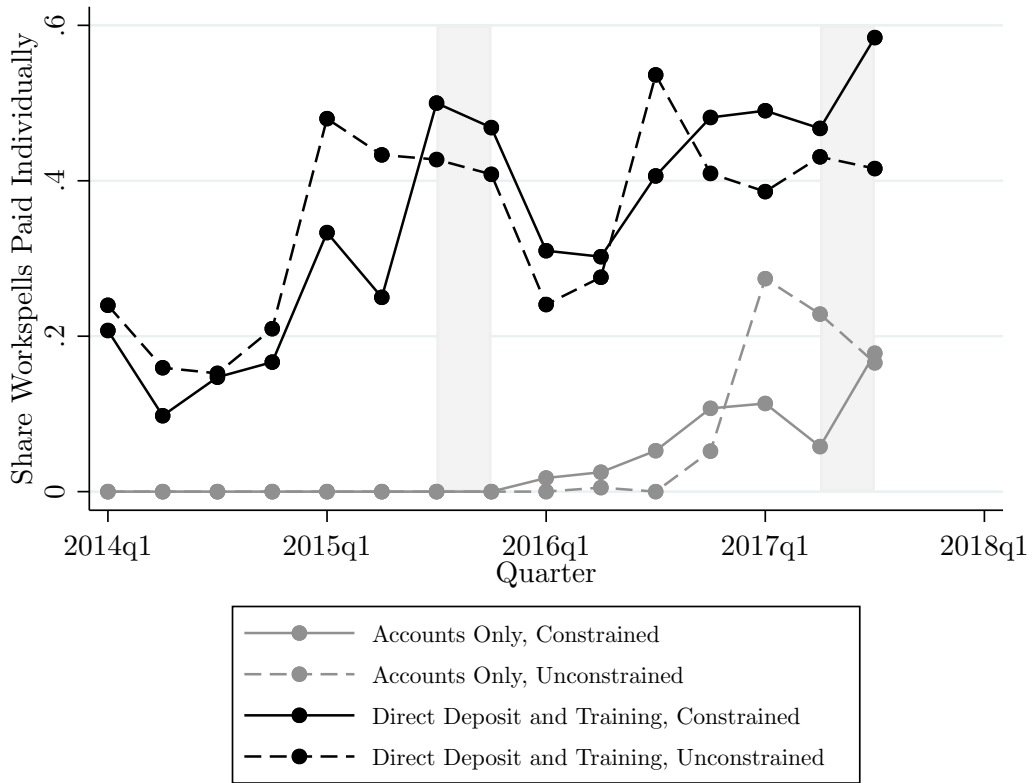 Share Workspells Paid Individually
.6
.4
.2
0
2014q1 2015q1 2016q1 2017q1 2018q1
Quarter
Accounts Only, Constrained
Accounts Only, Unconstrained
Direct Deposit and Training, Constrained
Direct Deposit and Training, Unconstrained